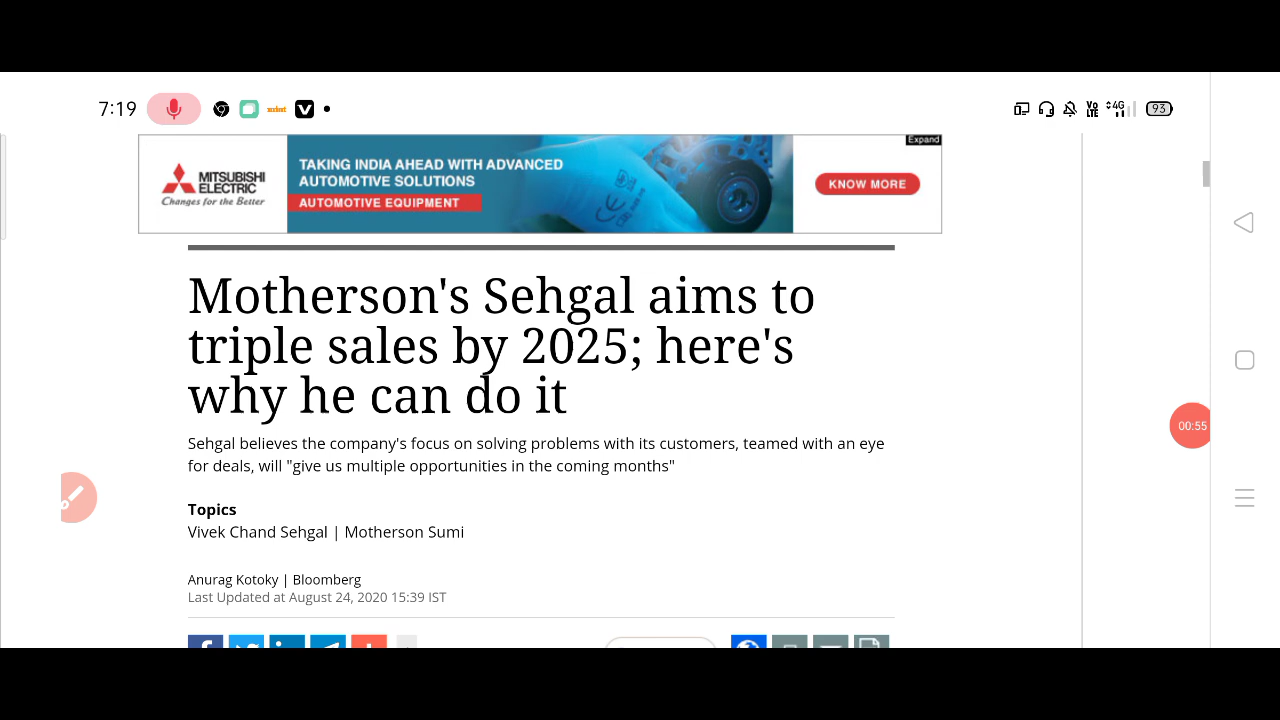 7:19
VO LTE 4G 93
Expand
MITSUBISHI ELECTRIC
Changes for the Better
TAKING INDIA AHEAD WITH ADVANCED
AUTOMOTIVE SOLUTIONS
AUTOMOTIVE EQUIPMENT
KNOW MORE
Motherson's Sehgal aims to
triple sales by 2025; here's
why he can do it
Sehgal believes the company's focus on solving problems with its customers, teamed with an eye
for deals, will "give us multiple opportunities in the coming months"
Topics
Vivek Chand Sehgal | Motherson Sumi
Anurag Kotoky | Bloomberg
Last Updated at August 24, 2020 15:39 IST
00:55